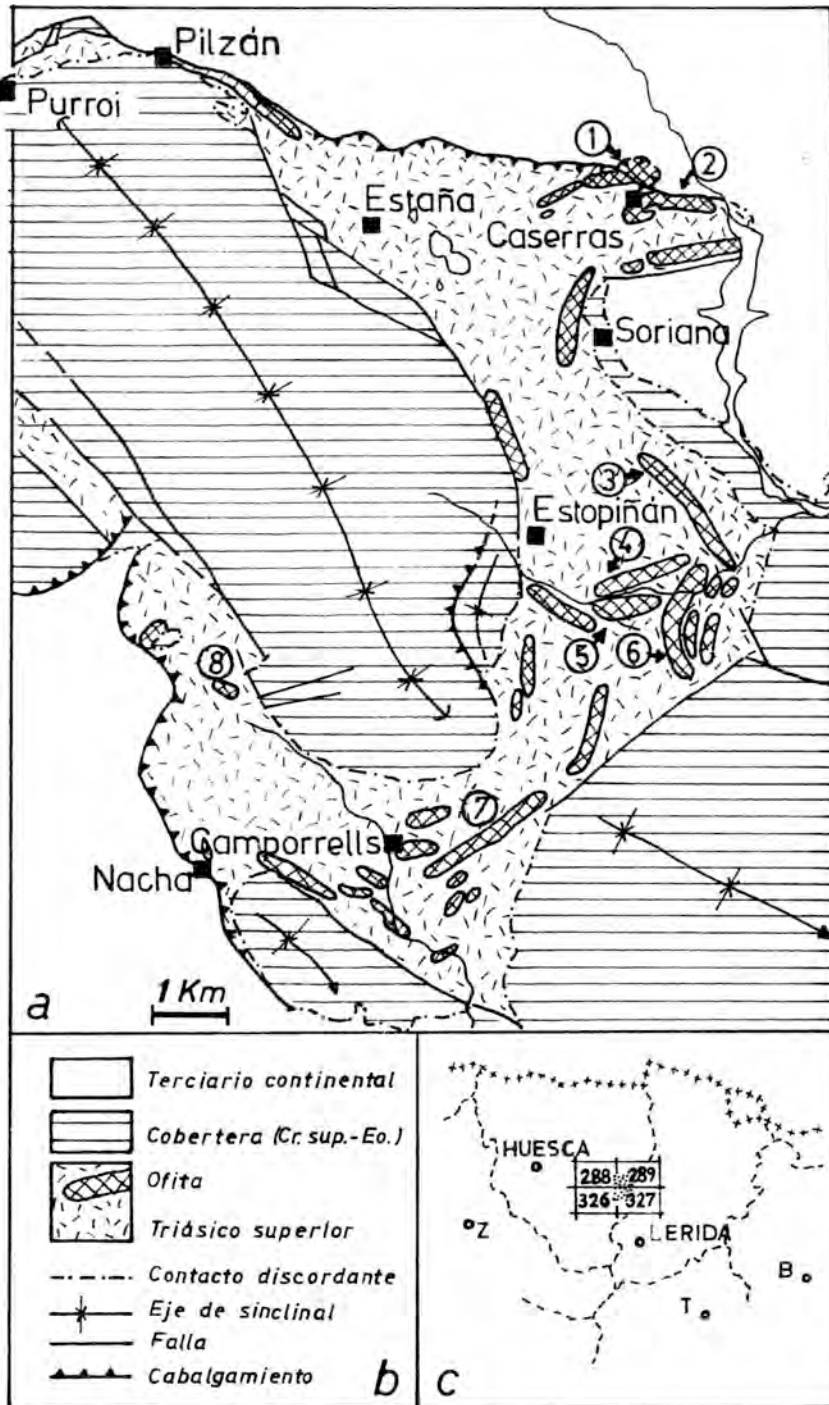 Pilzán
Purroi
①
②
Estaña
Caserras
Soriana
③
Estopiñán
④
⑤
⑥
⑧
⑦
Camporrells
Nacha
1 Km
a
Terciario continental
Cobertera (Cr. sup.-Eo.)
Ofita
Triásico superior
Contacto discordante
Eje de sinclinal
Falla
Cabalgamiento
b
HUESCA
288 289
326 327
Z
LERIDA
B
T
c